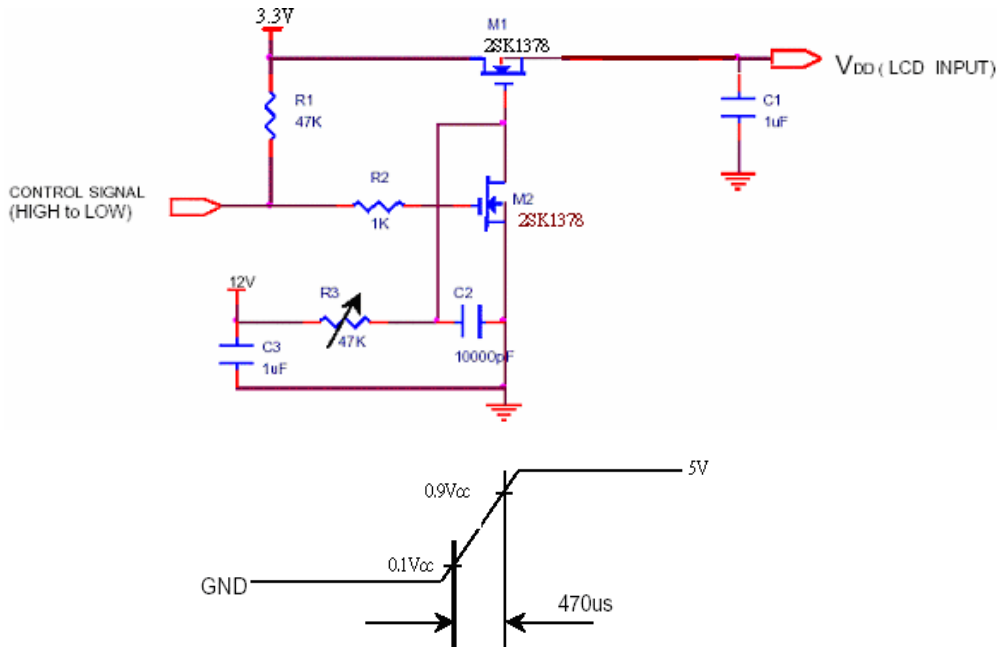 3.3V
M1
2SK1378
VDD ( LCD INPUT)
R1
47K
C1
1uF
CONTROL SIGNAL
(HIGH to LOW)
R2
1K
M2
2SK1378
12V
R3
47K
C2
10000pF
C3
1uF
5V
0.9Vcc
0.1Vcc
GND
470us